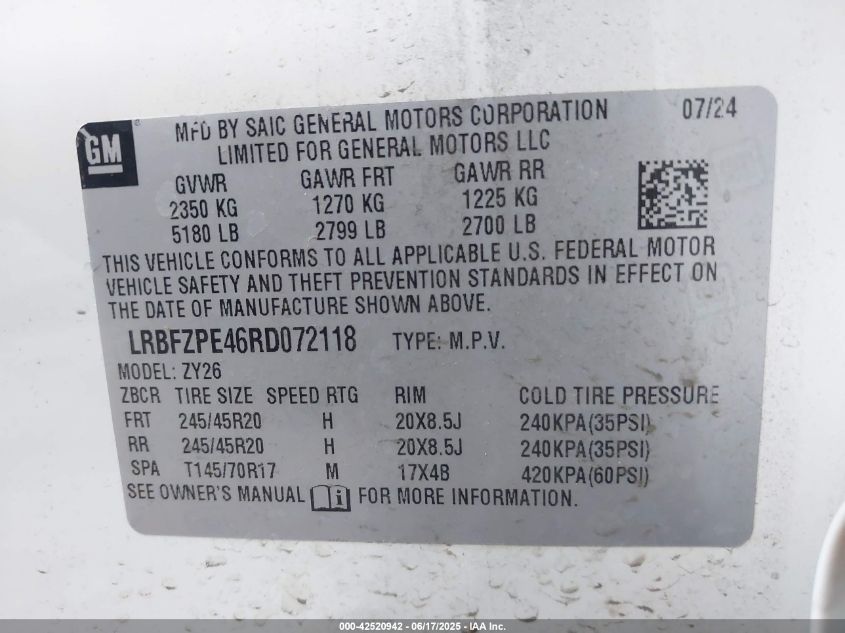 GM
MFD BY SAIC GENERAL MOTORS CORPORATION 07/24
LIMITED FOR GENERAL MOTORS LLC
GVWR GAWR FRT GAWR RR
2350 KG 1270 KG 1225 KG
5180 LB 2799 LB 2700 LB
THIS VEHICLE CONFORMS TO ALL APPLICABLE U.S. FEDERAL MOTOR
VEHICLE SAFETY AND THEFT PREVENTION STANDARDS IN EFFECT ON
THE DATE OF MANUFACTURE SHOWN ABOVE.
LRBFZPE46RD072118 TYPE: M.P.V.
MODEL: ZY26
ZBCR TIRE SIZE SPEED RTG RIM COLD TIRE PRESSURE
FRT 245/45R20 H 20X8.5J 240KPA(35PSI)
RR 245/45R20 H 20X8.5J 240KPA(35PSI)
SPA T145/70R17 M 17X4B 420KPA(60PSI)
SEE OWNER'S MANUAL i FOR MORE INFORMATION.
000-42520942 - 06/17/2025 - IAA Inc.